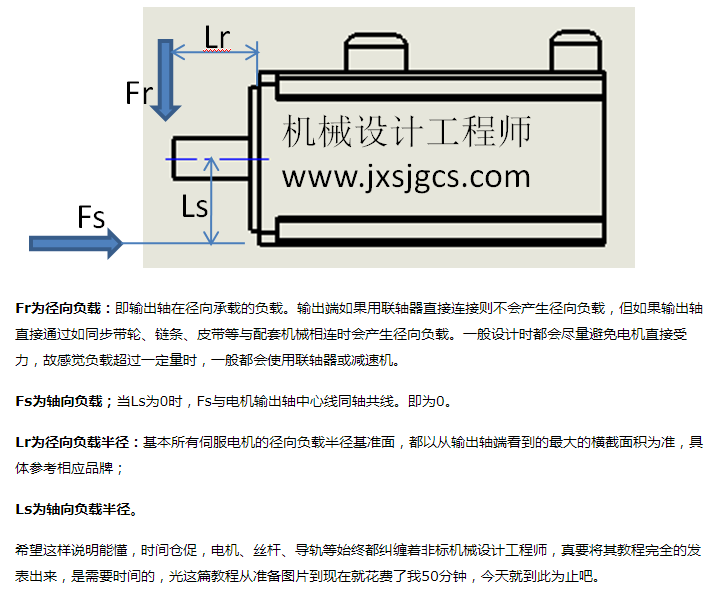 Lr
Fr
机械设计工程师
www.jxsjgcs.com
Ls
Fs
Fr为径向负载：即输出轴在径向承载的负载。输出端如果用联轴器直接连接则不会产生径向负载，但如果输出轴
直接通过如同步带轮、链条、皮带等与配套机械相连时会产生径向负载。一般设计时都会尽量避免电机直接受
力，故感觉负载超过一定量时，一般都会使用联轴器或减速机。
Fs为轴向负载；当Ls为0时，Fs与电机输出轴中心线同轴共线。即为0。
Lr为径向负载半径：基本所有伺服电机的径向负载半径基准面，都以从输出轴端看到的最大的横截面积为准，具
体参考相应品牌；
Ls为轴向负载半径。
希望这样说明能懂，时间仓促，电机、丝杆、导轨等始终都纠缠着非标机械设计工程师，真要将其教程完全的发
表出来，是需要时间的，光这篇教程从准备图片到现在就花费了我50分钟，今天就到此为止吧。